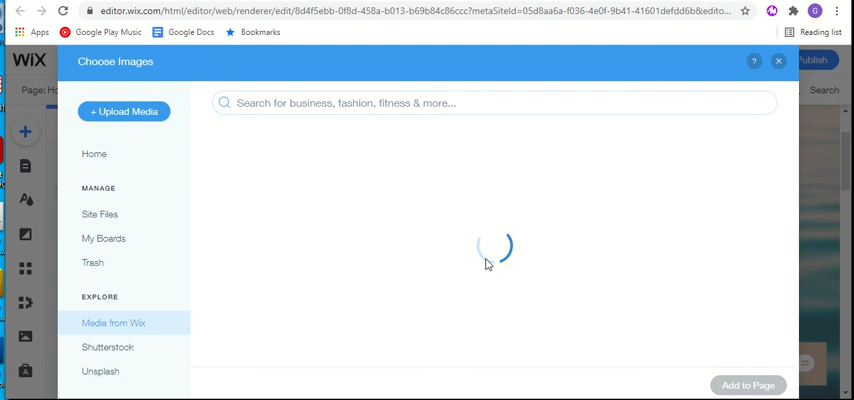 editor.wix.com/html/editor/web/renderer/edit/8d4f5ebb-0f8d-458a-b013-b69b84c86ccc?metaSiteId=05d8aa6a-f036-4e0f-9b41-41601defdd6b&edito...
G
Apps
Google Play Music
Google Docs
Bookmarks
Reading list
WiX
Choose Images
?
Publish
Page: Ho
Search
+ Upload Media
Search for business, fashion, fitness & more...
Home
MANAGE
Site Files
My Boards
Trash
EXPLORE
Media from Wix
Shutterstock
Unsplash
Add to Page